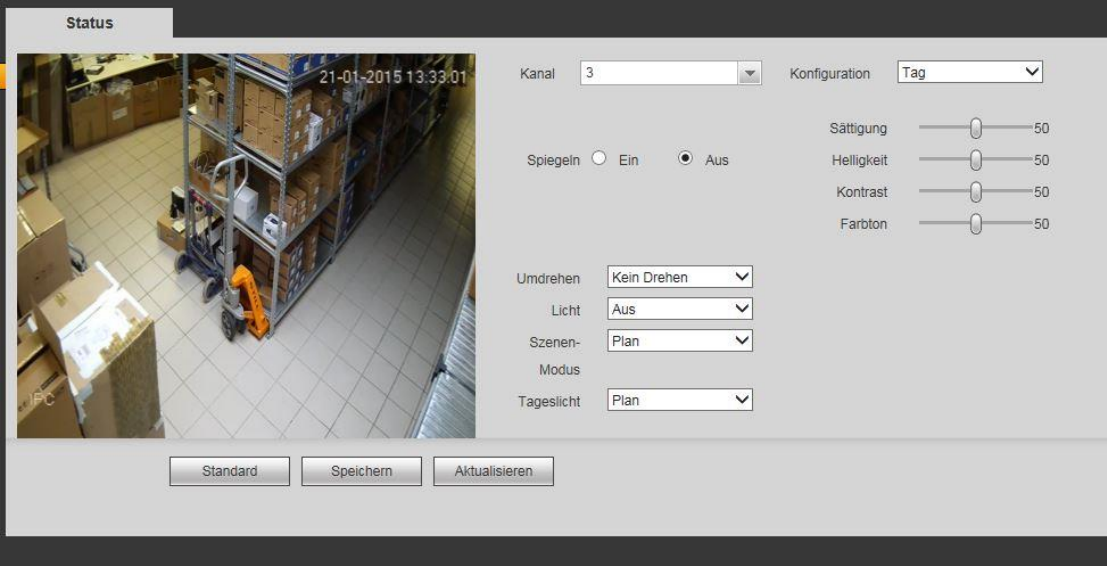 Status
21-01-2015 13:33:01
IPC
Kanal 3 Konfiguration Tag
Sättigung 50
Spiegeln Ein Aus Helligkeit 50
Kontrast 50
Farbton 50
Umdrehen Kein Drehen
Licht Aus
Szenen- Plan
Modus
Tageslicht Plan
Standard Speichern Aktualisieren